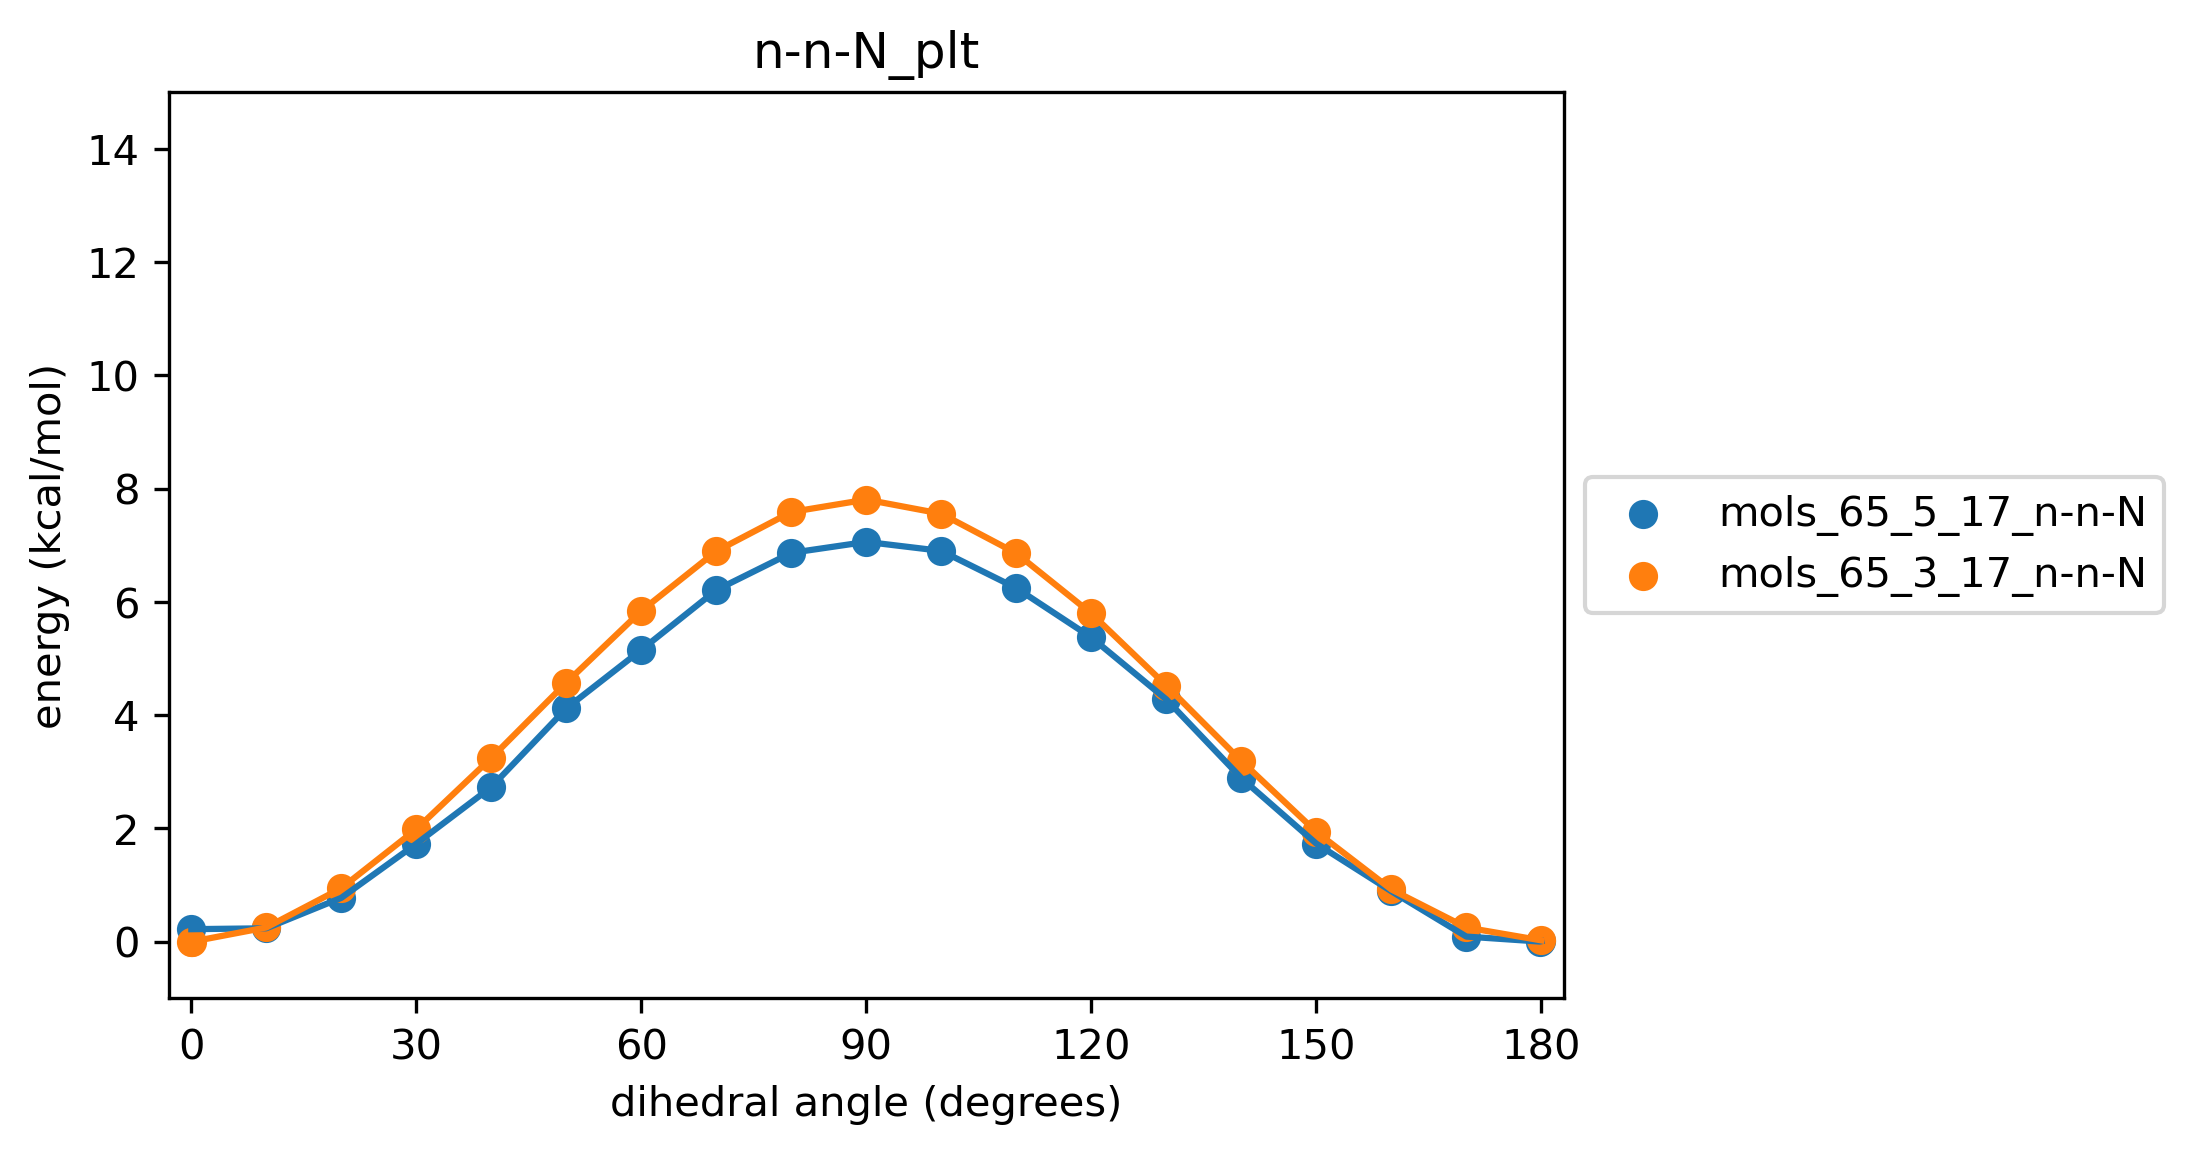 n-n-N_plt
14
12
10
8
6
4
2
0
energy (kcal/mol)
0 30 60 90 120 150 180
dihedral angle (degrees)
mols_65_5_17_n-n-N
mols_65_3_17_n-n-N